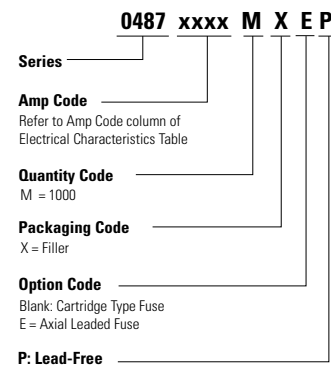 0487 xxxx M X E P
Series
Amp Code
Refer to Amp Code column of
Electrical Characteristics Table
Quantity Code
M = 1000
Packaging Code
X = Filler
Option Code
Blank: Cartridge Type Fuse
E = Axial Leaded Fuse
P: Lead-Free